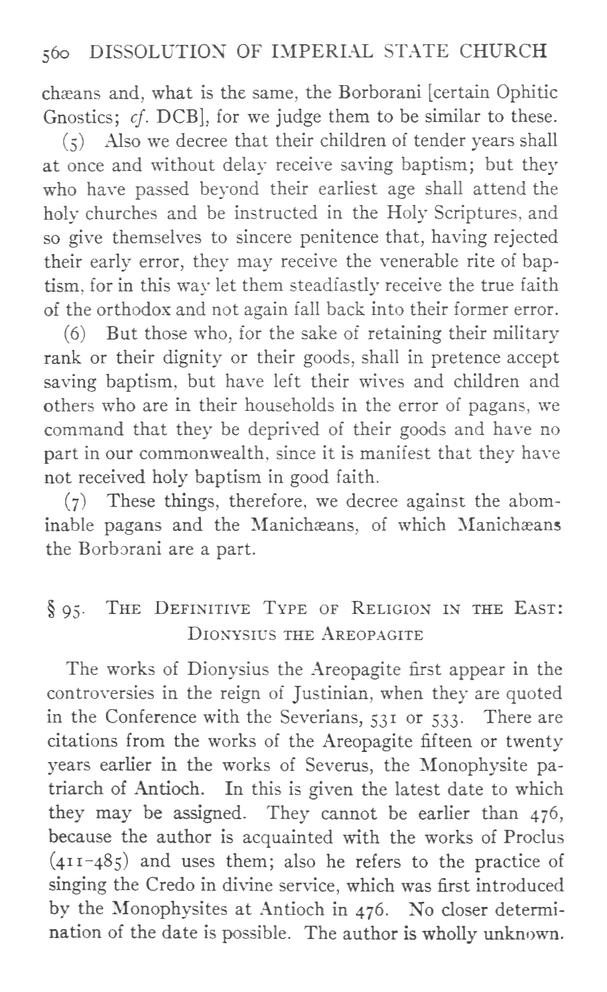 560 DISSOLUTION OF IMPERIAL STATE CHURCH
chæans and, what is the same, the Borborani [certain Ophitic
Gnostics; cf. DCB], for we judge them to be similar to these.
(5) Also we decree that their children of tender years shall
at once and without delay receive saving baptism; but they
who have passed beyond their earliest age shall attend the
holy churches and be instructed in the Holy Scriptures, and
so give themselves to sincere penitence that, having rejected
their early error, they may receive the venerable rite of bap-
tism, for in this way let them steadfastly receive the true faith
of the orthodox and not again fall back into their former error.
(6) But those who, for the sake of retaining their military
rank or their dignity or their goods, shall in pretence accept
saving baptism, but have left their wives and children and
others who are in their households in the error of pagans, we
command that they be deprived of their goods and have no
part in our commonwealth, since it is manifest that they have
not received holy baptism in good faith.
(7) These things, therefore, we decree against the abom-
inable pagans and the Manichæans, of which Manichæans
the Borborani are a part.
§ 95. The Definitive Type of Religion in the East:
Dionysius the Areopagite
The works of Dionysius the Areopagite first appear in the
controversies in the reign of Justinian, when they are quoted
in the Conference with the Severians, 531 or 533. There are
citations from the works of the Areopagite fifteen or twenty
years earlier in the works of Severus, the Monophysite pa-
triarch of Antioch. In this is given the latest date to which
they may be assigned. They cannot be earlier than 476,
because the author is acquainted with the works of Proclus
(411–485) and uses them; also he refers to the practice of
singing the Credo in divine service, which was first introduced
by the Monophysites at Antioch in 476. No closer determi-
nation of the date is possible. The author is wholly unknown.